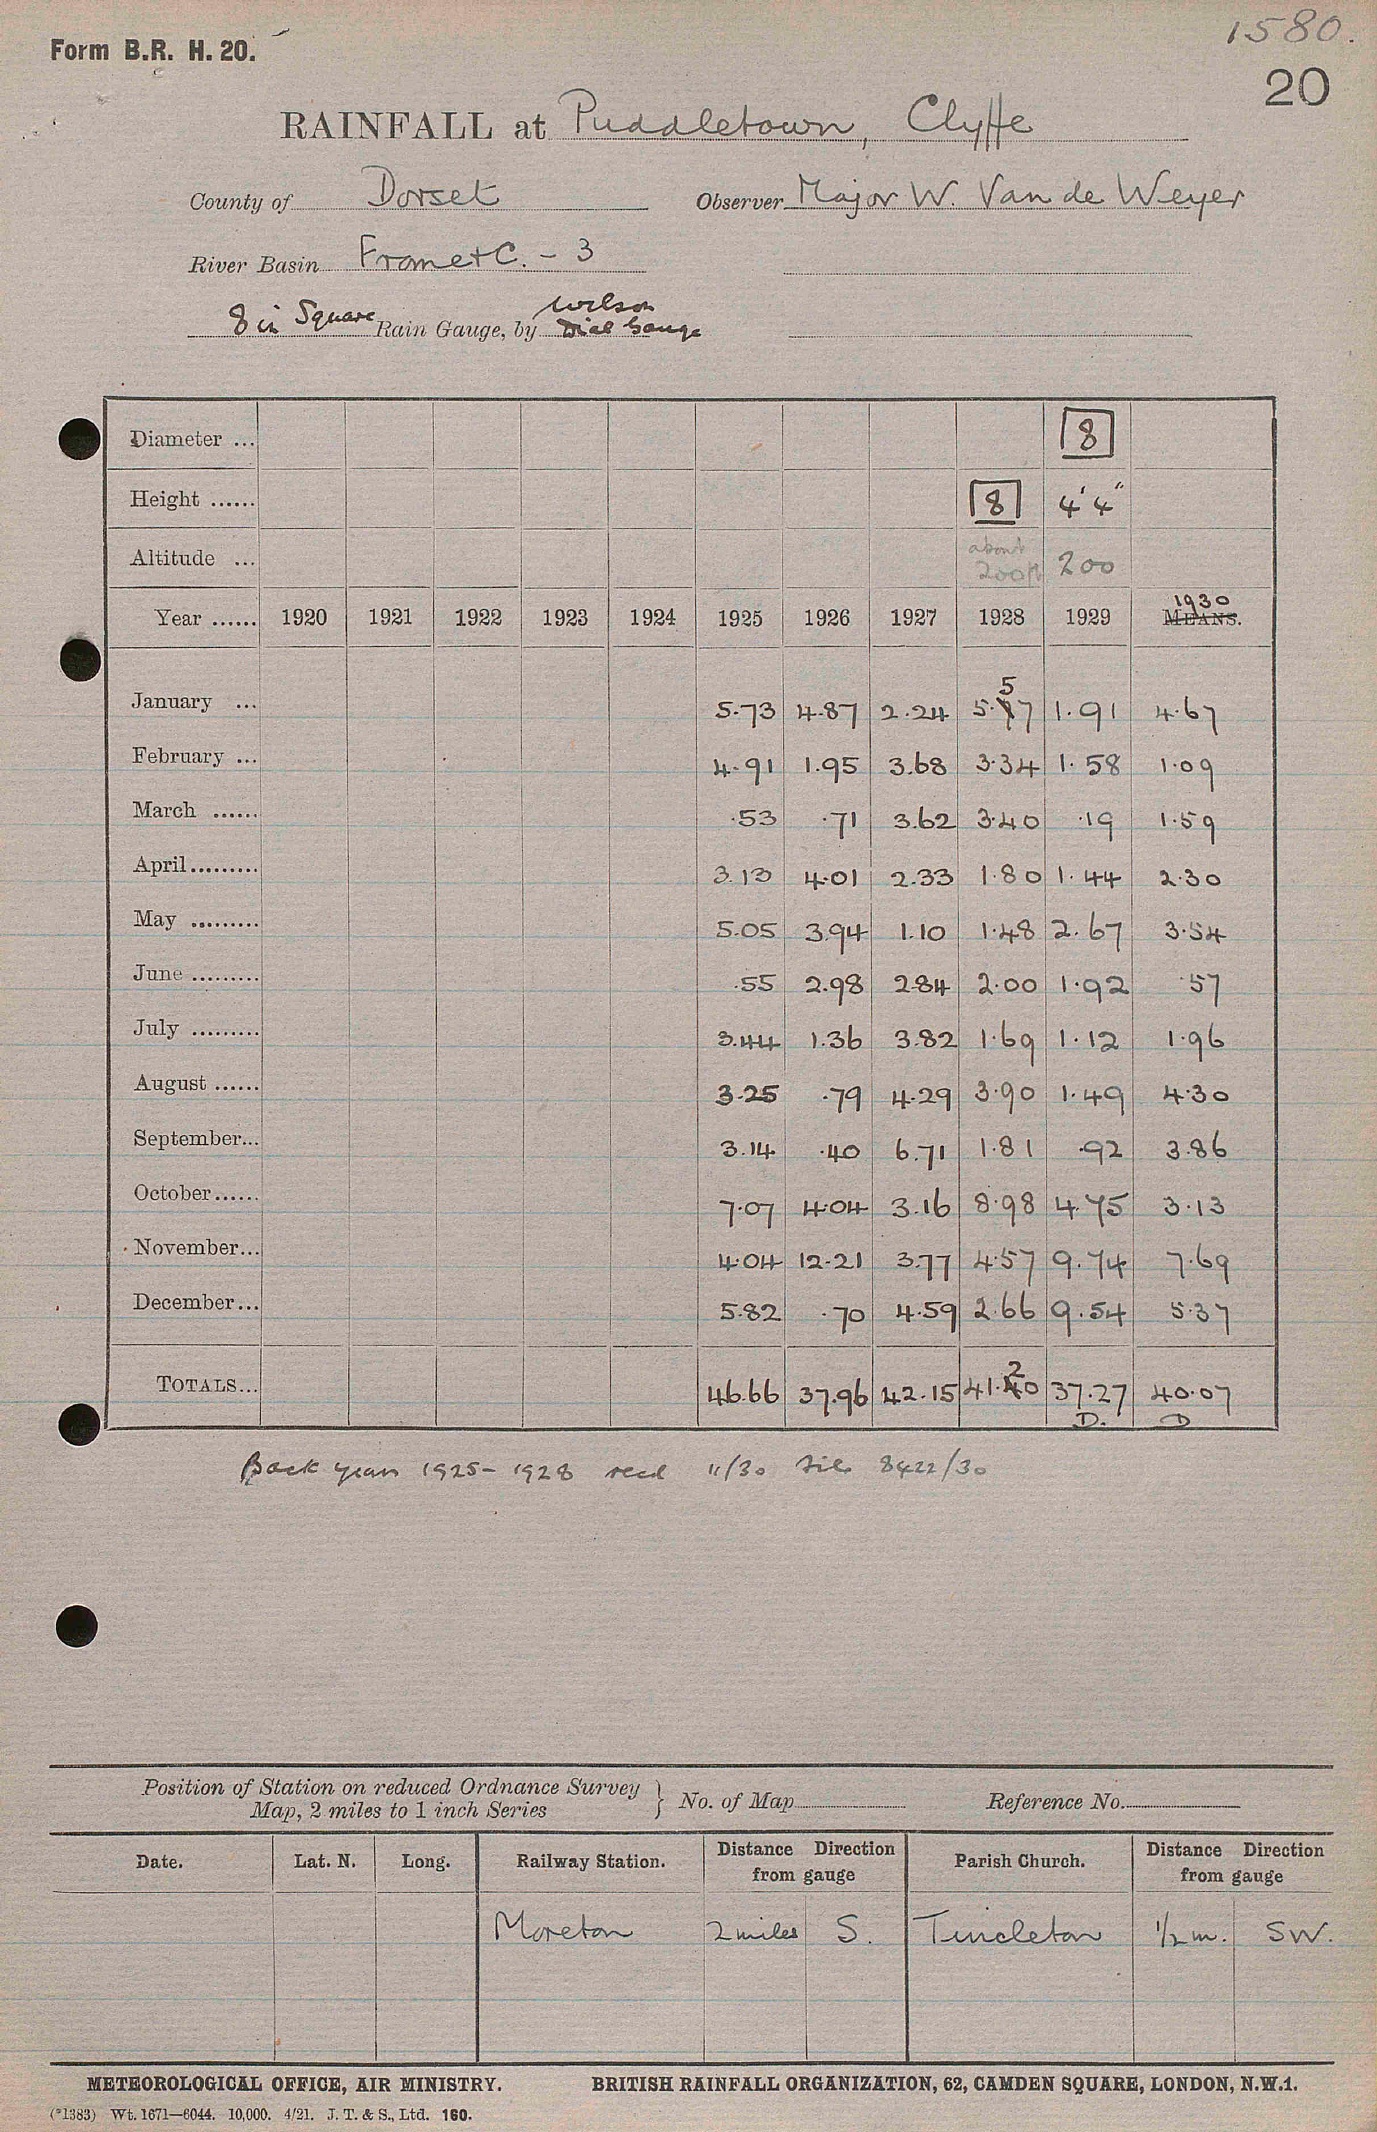 1580.
Form B.R. H. 20.
20
RAINFALL at Puddletown, Clyffe
County of Dorset Observer Major W. Van de Weyer
River Basin Frome + C. - 3
8 in Square Rain Gauge, by Wilson Dial Gauge
Diameter ... 8
Height ...... 8 4' 4"
Altitude ... about 200ft 200
Year ...... 1920 1921 1922 1923 1924 1925 1926 1927 1928 1929 MEANS. 1930
January ... 5.73 4.87 2.24 5.57 1.91 4.67
February ... 4.91 1.95 3.68 3.34 1.58 1.09
March ...... .53 .71 3.62 3.40 .19 1.59
April ......... 3.13 4.01 2.33 1.80 1.44 2.30
May ......... 5.05 3.94 1.10 1.48 2.67 3.54
June ......... .55 2.98 2.84 2.00 1.92 .57
July ......... 3.44 1.36 3.82 1.69 1.12 1.96
August ...... 3.25 .79 4.29 3.90 1.49 4.30
September... 3.14 .40 6.71 1.81 .92 3.86
October...... 7.07 4.04 3.16 8.98 4.75 3.13
November... 4.04 12.21 3.77 4.57 9.74 7.69
December... 5.82 .70 4.59 2.66 9.54 5.37
TOTALS... 46.66 37.96 42.15 41.20 37.27 40.07
D. D
Back years 1925-1928 recd 11/30 file 8422/30
Position of Station on reduced Ordnance Survey Map, 2 miles to 1 inch Series } No. of Map Reference No.
Date. Lat. N. Long. Railway Station. Distance Direction from gauge Parish Church. Distance Direction from gauge
Moreton 2 miles S. Tincleton 1/2 m. SW.
METEOROLOGICAL OFFICE, AIR MINISTRY. BRITISH RAINFALL ORGANIZATION, 62, CAMDEN SQUARE, LONDON, N.W.1.
(*1383) Wt. 1671—6044. 10,000. 4/21. J. T. & S., Ltd. 160.